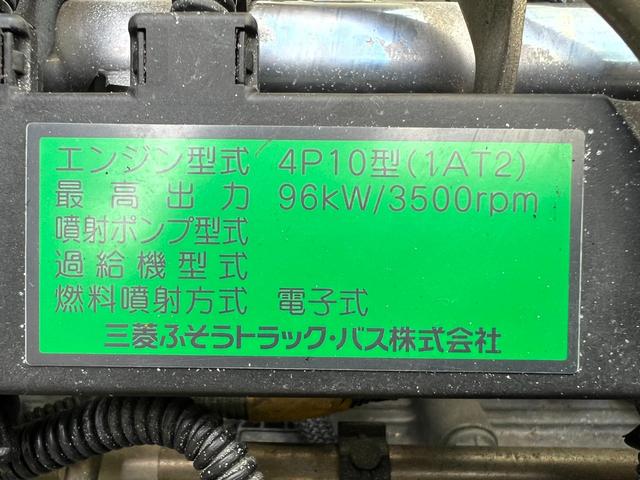 エンジン型式 4P10型(1AT2)
最高出力 96kW/3500rpm
噴射ポンプ型式
過給機型式
燃料噴射方式 電子式
三菱ふそうトラック・バス株式会社